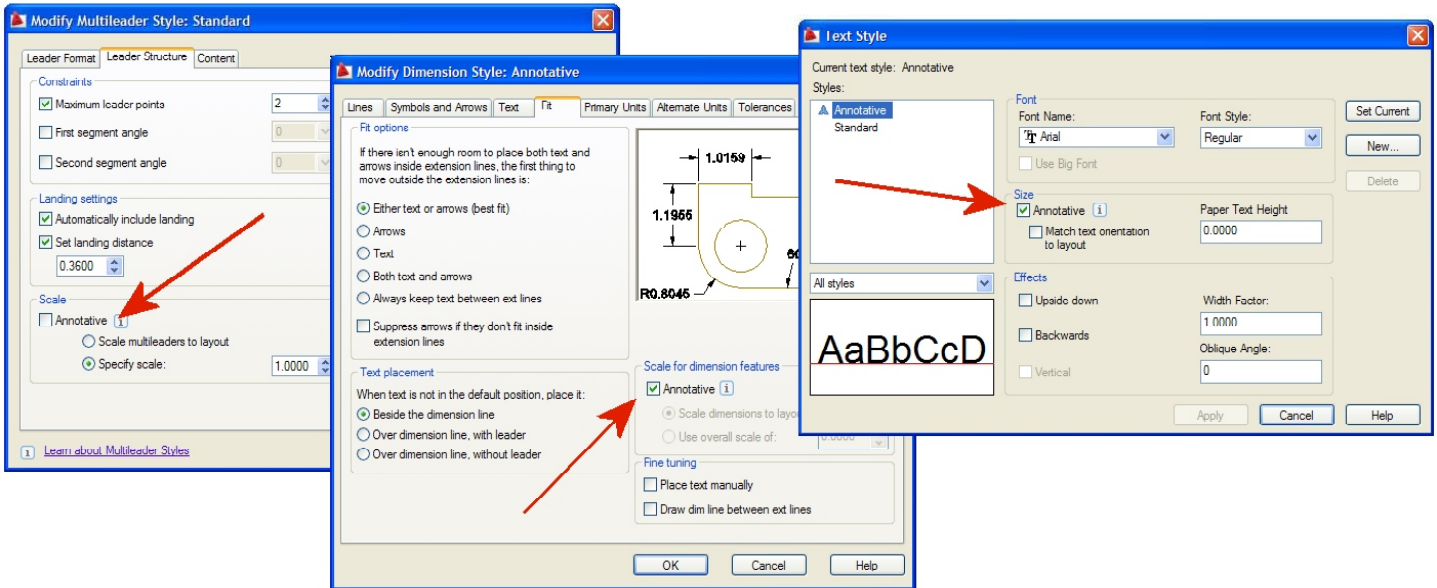 Modify Multileader Style: Standard
Leader Format Leader Structure Content
Constraints
Maximum leader points 2
First segment angle 0
Second segment angle 0
Landing settings
Automatically include landing
Set landing distance
0.3600
Scale
Annotative i
Scale multileaders to layout
Specify scale: 1.0000
i Learn about Multileader Styles
Modify Dimension Style: Annotative
Lines Symbols and Arrows Text Fit Primary Units Alternate Units Tolerances
Fit options
If there isn't enough room to place both text and
arrows inside extension lines, the first thing to
move outside the extension lines is:
Either text or arrows (best fit)
Arrows
Text
Both text and arrows
Always keep text between ext lines
Suppress arrows if they don't fit inside
extension lines
Text placement
When text is not in the default position, place it:
Beside the dimension line
Over dimension line, with leader
Over dimension line, without leader
1.0159
1.1955
R0.8045
Scale for dimension features
Annotative i
Scale dimensions to layou
Use overall scale of: 0.0000
Fine tuning
Place text manually
Draw dim line between ext lines
OK Cancel Help
Text Style
Current text style: Annotative
Styles:
Annotative
Standard
All styles
AaBbCcD
Font
Font Name: Font Style:
Arial Regular
Use Big Font
Size
Annotative i Paper Text Height
Match text orientation
to layout
0.0000
Effects
Upside down Width Factor:
1.0000
Backwards
Oblique Angle:
Vertical 0
Set Current
New...
Delete
Apply Cancel Help